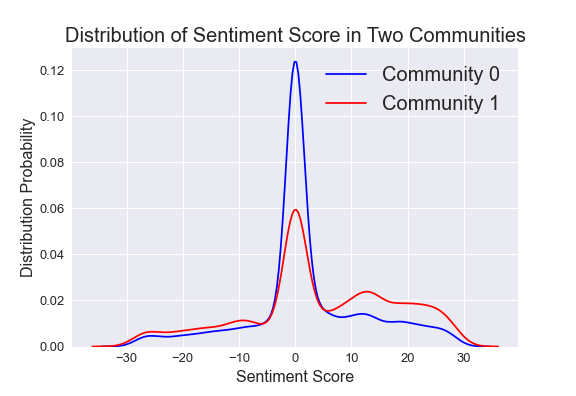 Distribution of Sentiment Score in Two Communities
Community 0
Community 1
Distribution Probability
0.12
0.10
0.08
0.06
0.04
0.02
0.00
−30
−20
−10
0
10
20
30
Sentiment Score